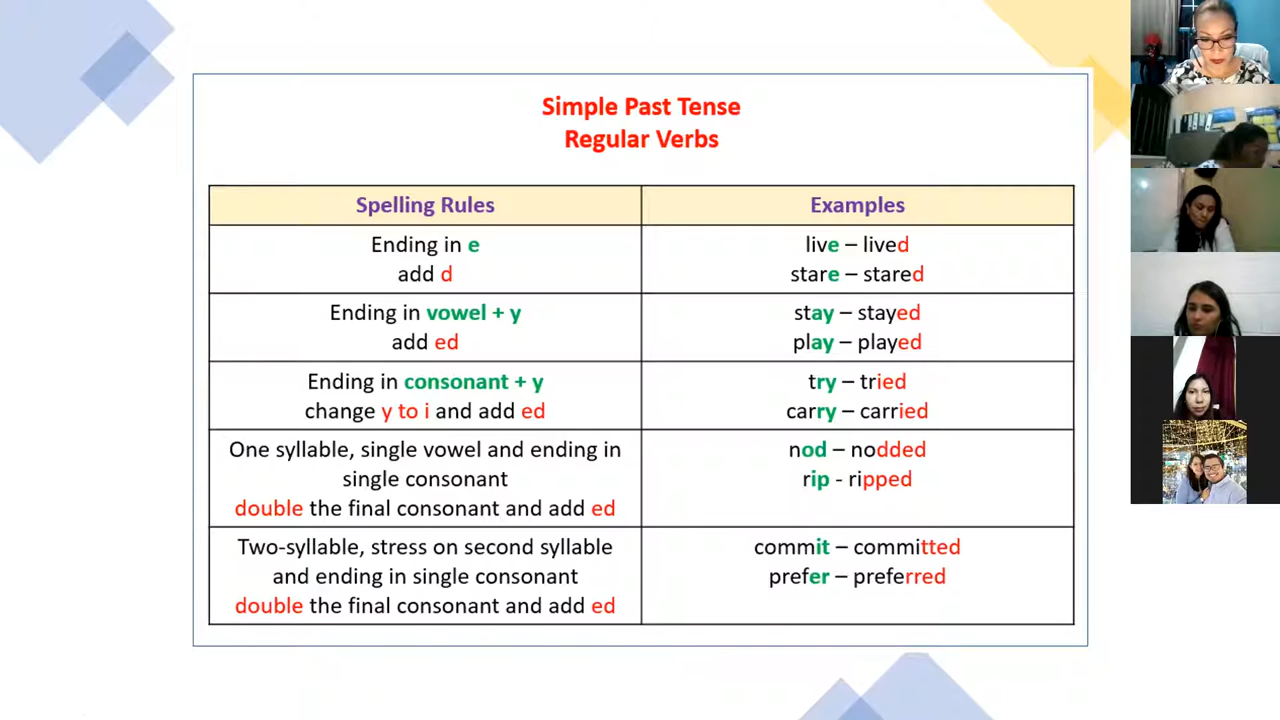 Simple Past Tense
Regular Verbs
Spelling Rules
Examples
Ending in e
add d
live – lived
stare – stared
Ending in vowel + y
add ed
stay – stayed
play – played
Ending in consonant + y
change y to i and add ed
try – tried
carry – carried
One syllable, single vowel and ending in
single consonant
double the final consonant and add ed
nod – nodded
rip - ripped
Two-syllable, stress on second syllable
and ending in single consonant
double the final consonant and add ed
commit – committed
prefer – preferred